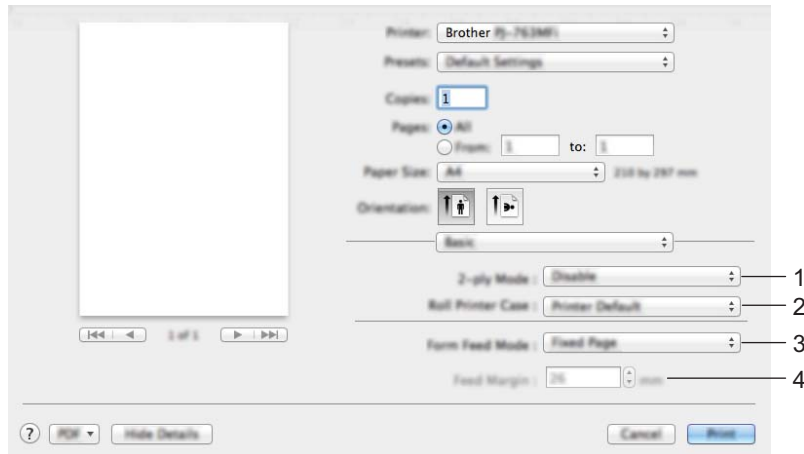 Printer: Brother PJ-763MFi
Presets: Default Settings
Copies: 1
Pages: All
From: 1 to: 1
Paper Size: A4 210 by 297 mm
Orientation:
Basic
2-ply Mode : Disable 1
Roll Printer Case : Printer Default 2
1 of 1
Form Feed Mode : Fixed Page 3
Feed Margin : 26 mm 4
? PDF Hide Details Cancel Print